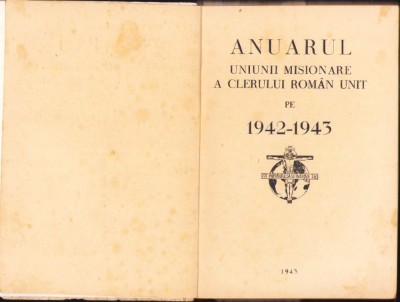 ANUARUL
UNIUNII MISIONARE
A CLERULUI ROMÂN UNIT
PE
1942-1943
1943